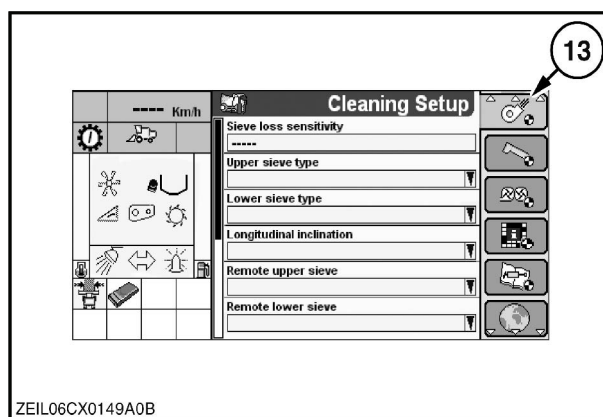 13
---- Km/h
Cleaning Setup
Sieve loss sensitivity
-----
Upper sieve type
Lower sieve type
Longitudinal inclination
Remote upper sieve
Remote lower sieve
ZEIL06CX0149A0B